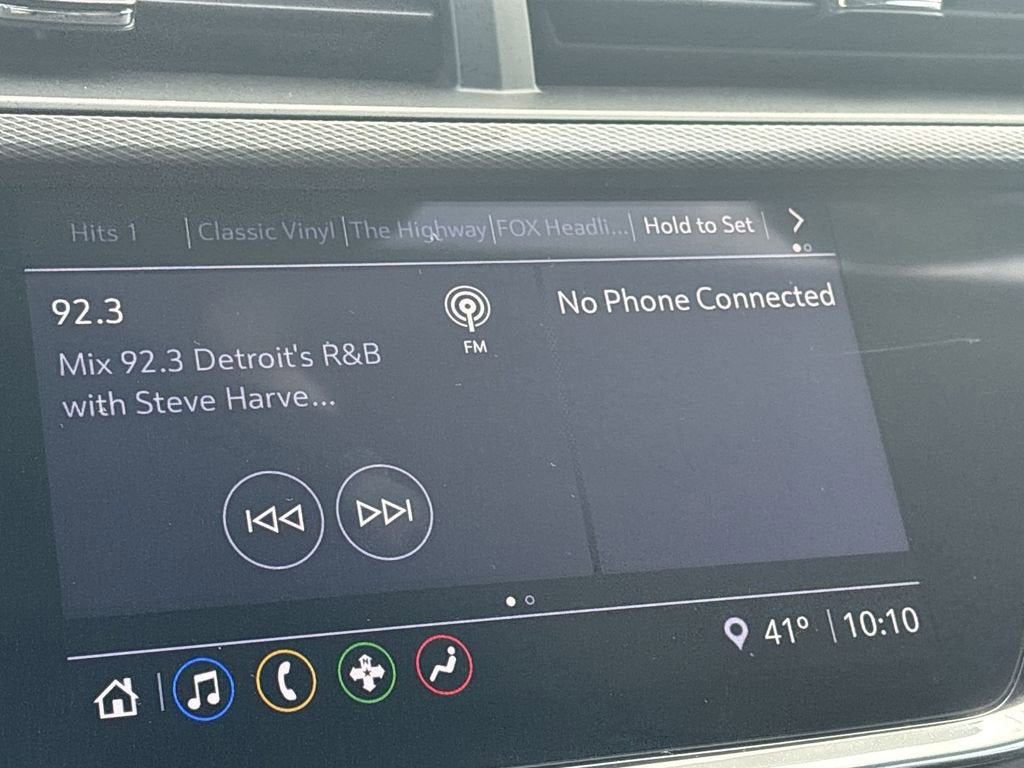 Hits 1 | Classic Vinyl | The Highway | FOX Headli... | Hold to Set |
92.3
FM
No Phone Connected
Mix 92.3 Detroit's R&B
with Steve Harve...
41° | 10:10
N